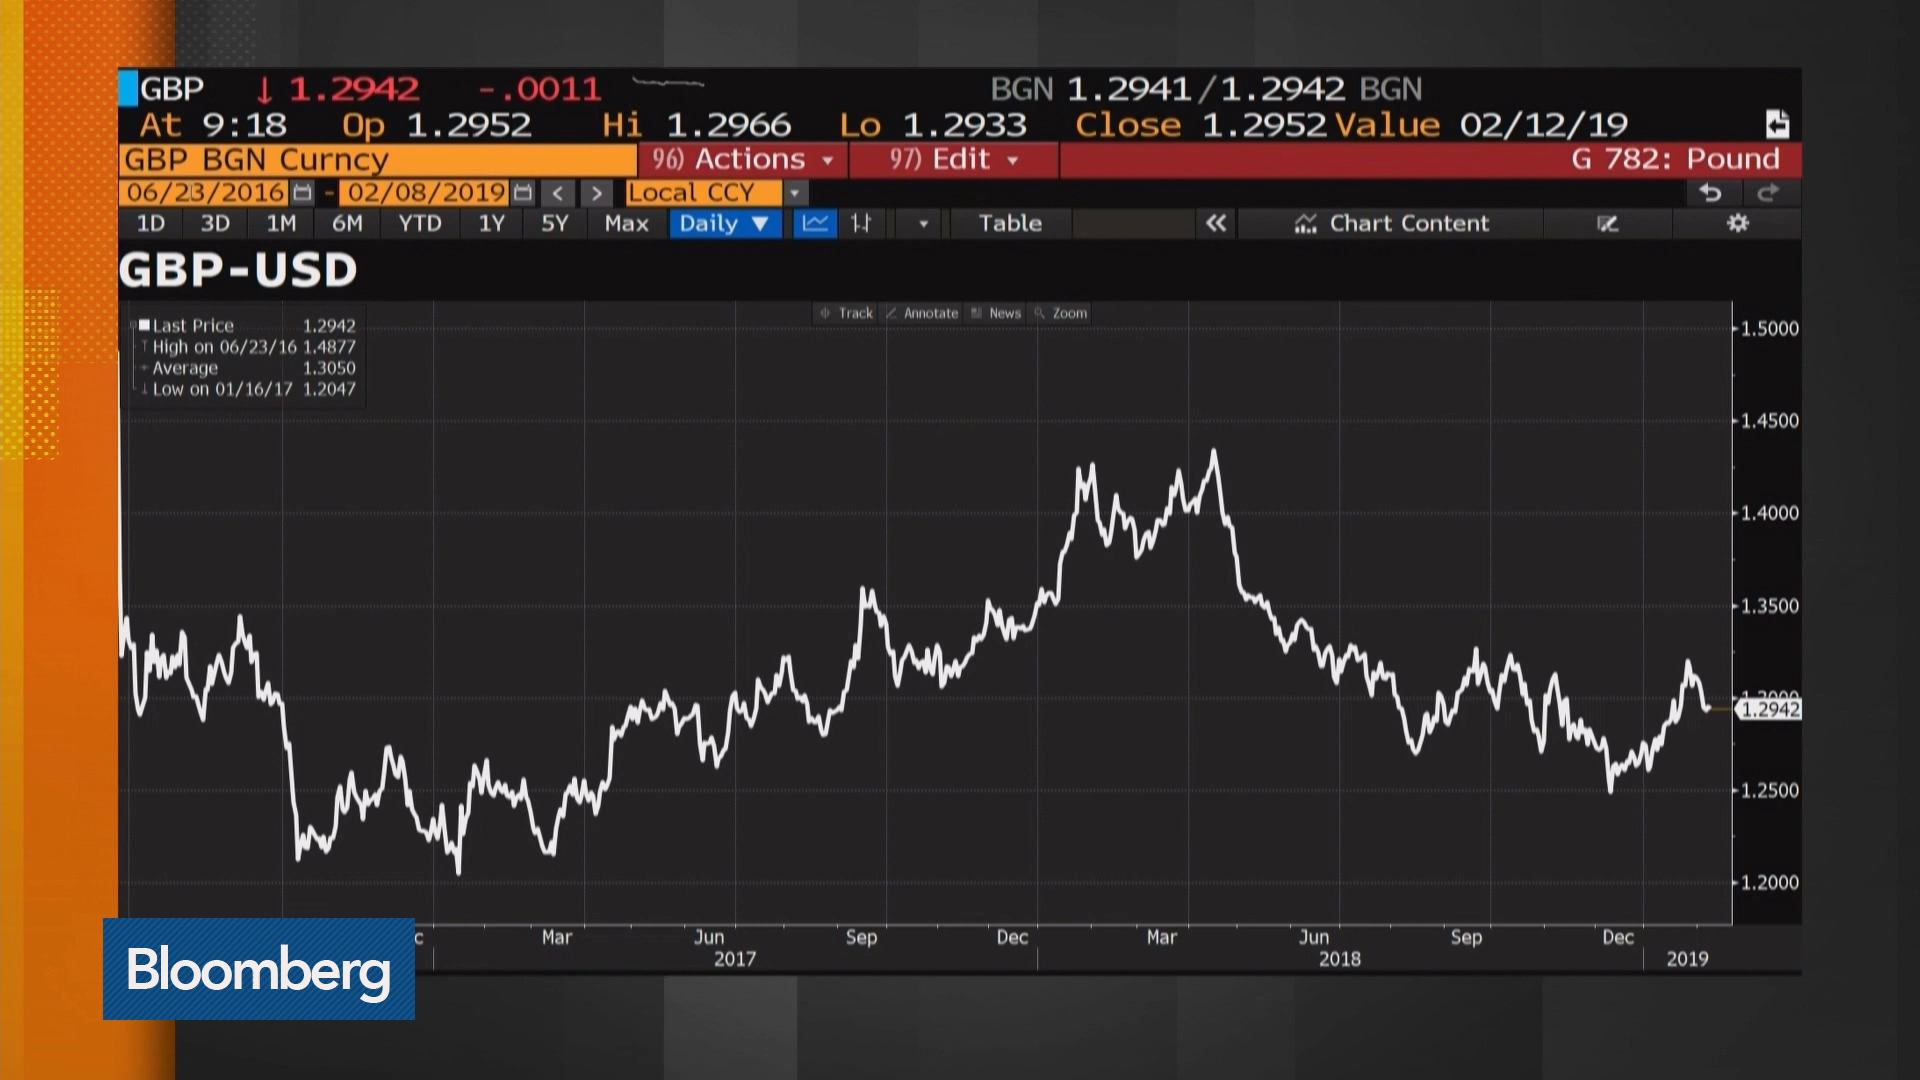 GBP ↓ 1.2942 -.0011 BGN 1.2941/1.2942 BGN
At 9:18 Op 1.2952 Hi 1.2966 Lo 1.2933 Close 1.2952 Value 02/12/19
GBP BGN Curncy 96) Actions 97) Edit G 782: Pound
06/23/2016 - 02/08/2019 < > Local CCY
1D 3D 1M 6M YTD 1Y 5Y Max Daily ▼ Table « Chart Content
GBP-USD
Track Annotate News Zoom
Last Price 1.2942
High on 06/23/16 1.4877
Average 1.3050
Low on 01/16/17 1.2047
1.5000
1.4500
1.4000
1.3500
1.3000
1.2942
1.2500
1.2000
c Mar Jun Sep Dec Mar Jun Sep Dec
2017 2018 2019
Bloomberg